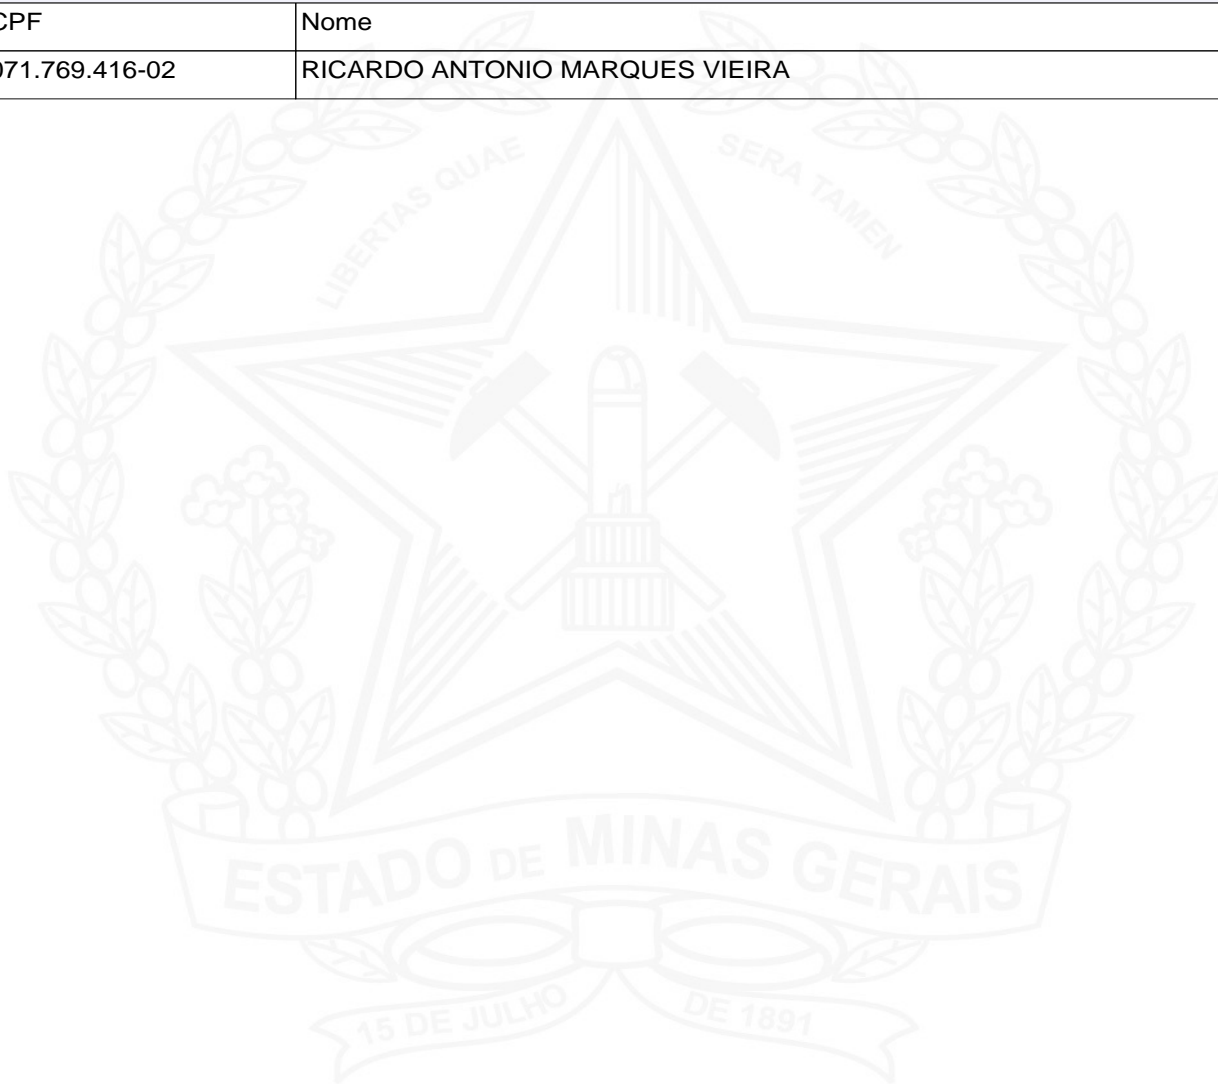 CPF Nome
071.769.416-02 RICARDO ANTONIO MARQUES VIEIRA
LIBERTAS QUAE SERA TAMEN
ESTADO DE MINAS GERAIS
15 DE JULHO DE 1891